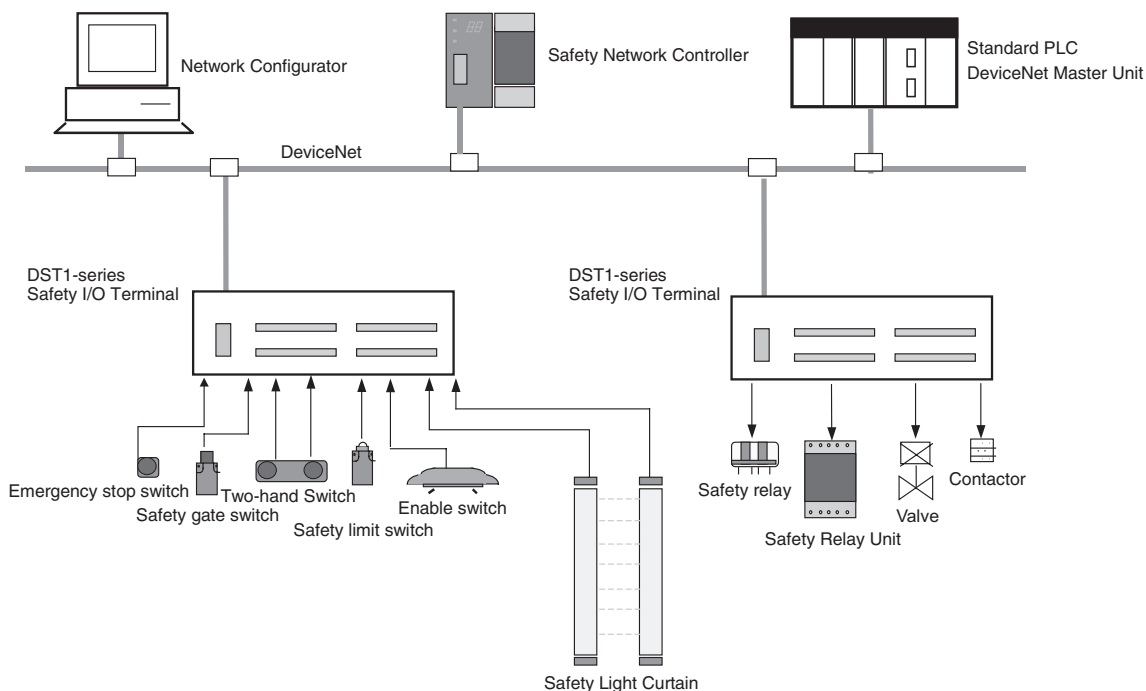 Network Configurator
Safety Network Controller
Standard PLC
DeviceNet Master Unit
DeviceNet
DST1-series
Safety I/O Terminal
DST1-series
Safety I/O Terminal
Emergency stop switch
Safety gate switch
Two-hand Switch
Safety limit switch
Enable switch
Safety Light Curtain
Safety relay
Safety Relay Unit
Valve
Contactor